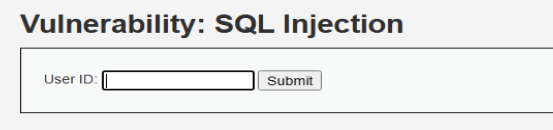 Vulnerability: SQL Injection
User ID: Submit